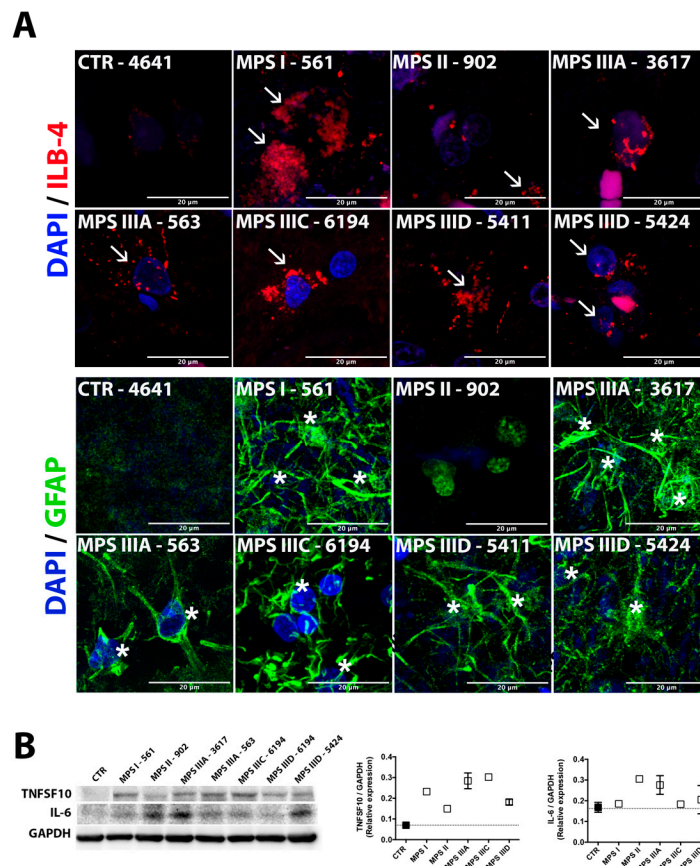 A
DAPI / ILB-4
CTR - 4641
MPS I - 561
MPS II - 902
MPS IIIA - 3617
20 µm
20 µm
20 µm
20 µm
MPS IIIA - 563
MPS IIIC - 6194
MPS IIID - 5411
MPS IIID - 5424
20 µm
20 µm
20 µm
20 µm
DAPI / GFAP
CTR - 4641
MPS I - 561
MPS II - 902
MPS IIIA - 3617
20 µm
20 µm
20 µm
20 µm
MPS IIIA - 563
MPS IIIC - 6194
MPS IIID - 5411
MPS IIID - 5424
20 µm
20 µm
20 µm
20 µm
B
CTR
MPS I - 561
MPS II - 902
MPS IIIA - 3617
MPS IIIA - 563
MPS IIIC - 6194
MPS IIID - 6194
MPS IIID - 5424
TNFSF10
IL-6
GAPDH
TNFSF10 / GAPDH
(Relative expression)
0.4
0.3
0.2
0.1
0.0
CTR
MPS I
MPS II
MPS IIIA
MPS IIIC
MPS IIID
IL-6 / GAPDH
(Relative expression)
0.4
0.3
0.2
0.1
0.0
CTR
MPS I
MPS II
MPS IIIA
MPS IIIC
MPS IIID